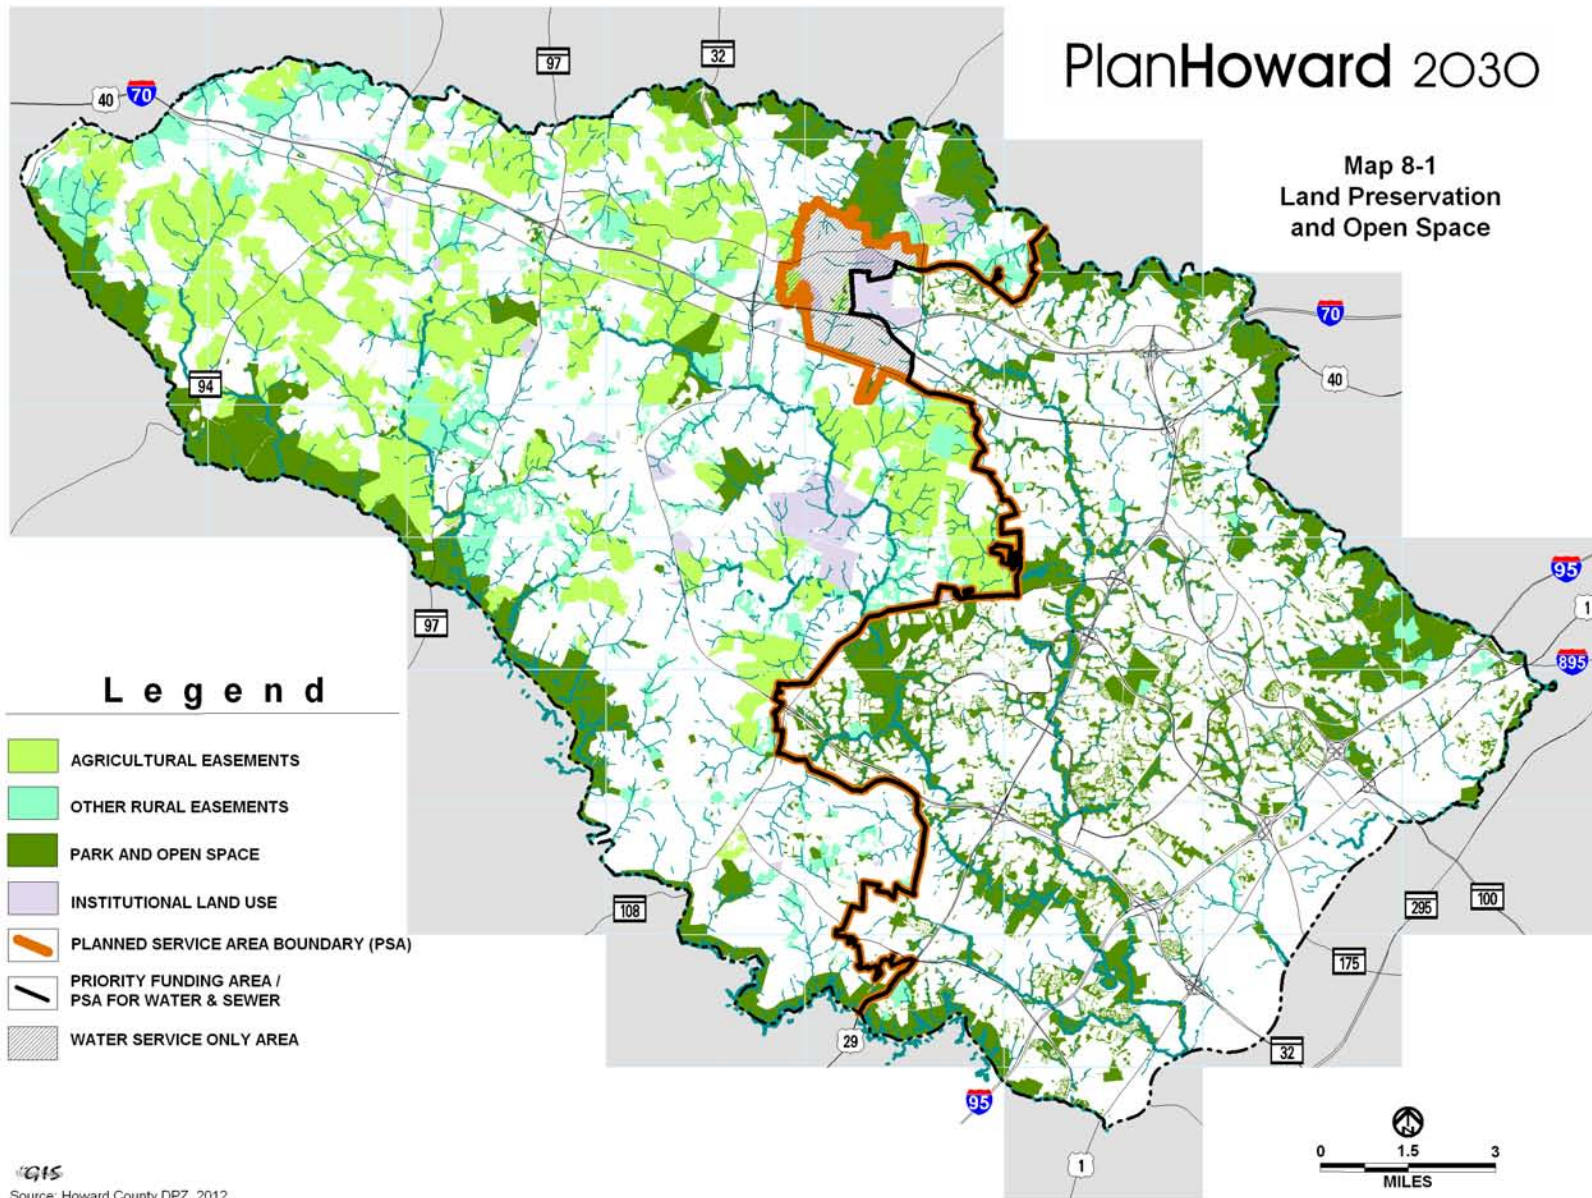 PlanHoward 2030
Map 8-1
Land Preservation
and Open Space
97
32
40
70
70
40
94
95
1
895
97
Legend
AGRICULTURAL EASEMENTS
OTHER RURAL EASEMENTS
PARK AND OPEN SPACE
INSTITUTIONAL LAND USE
PLANNED SERVICE AREA BOUNDARY (PSA)
PRIORITY FUNDING AREA /
PSA FOR WATER & SEWER
WATER SERVICE ONLY AREA
108
295
100
175
29
32
95
1
N
0 1.5 3
MILES
GIS
Source: Howard County DPZ, 2012